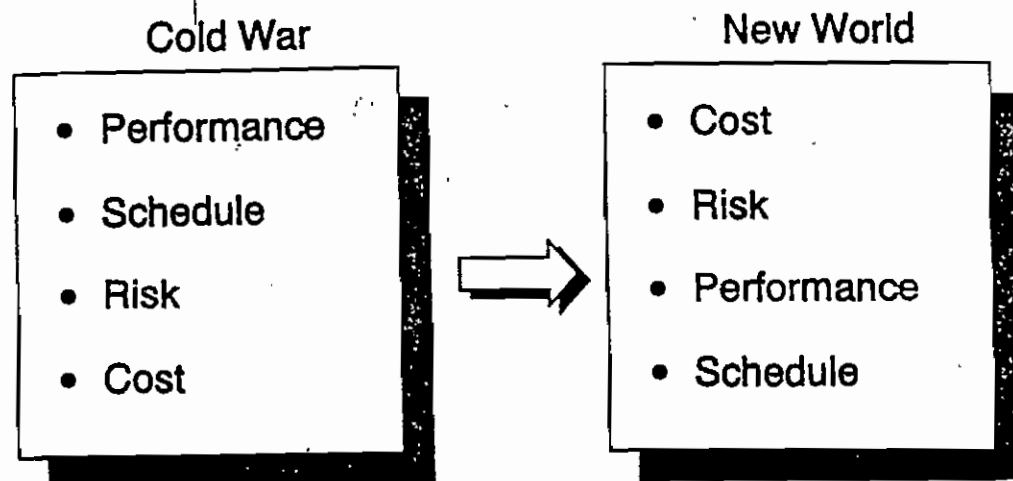 Cold War
• Performance
• Schedule
• Risk
• Cost
New World
• Cost
• Risk
• Performance
• Schedule